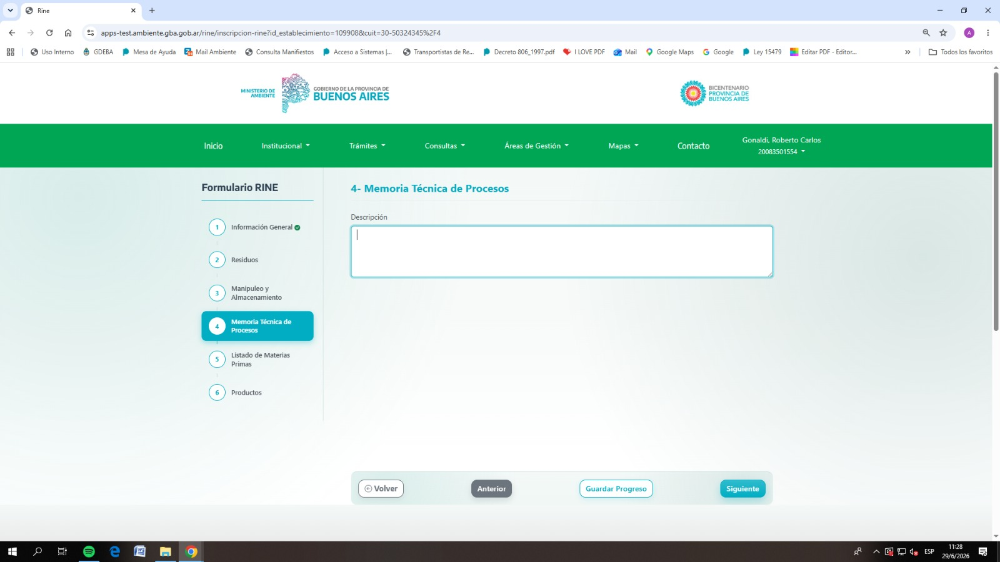 Rine
apps-test.ambiente.gba.gob.ar/rine/inscripcion-rine?id_establecimiento=109908&cuit=30-50324345%2F4
A
Uso Interno
GDEBA
Mesa de Ayuda
Mail Ambiente
Consulta Manifiestos
Acceso a Sistemas |...
Transportistas de Re...
Decreto 806_1997.pdf
I LOVE PDF
Mail
Google Maps
Google
Ley 15479
Editar PDF - Editor...
»
Todos los favoritos
MINISTERIO DE
AMBIENTE
GOBIERNO DE LA PROVINCIA DE
BUENOS AIRES
BICENTENARIO
PROVINCIA DE
BUENOS AIRES
Inicio
Institucional
Trámites
Consultas
Áreas de Gestión
Mapas
Contacto
Gonaldi, Roberto Carlos
20083501554
Formulario RINE
1 Información General
2 Residuos
3 Manipuleo y
Almacenamiento
4 Memoria Técnica de
Procesos
5 Listado de Materias
Primas
6 Productos
4- Memoria Técnica de Procesos
Descripción
Volver
Anterior
Guardar Progreso
Siguiente
ESP
11:28
29/6/2026